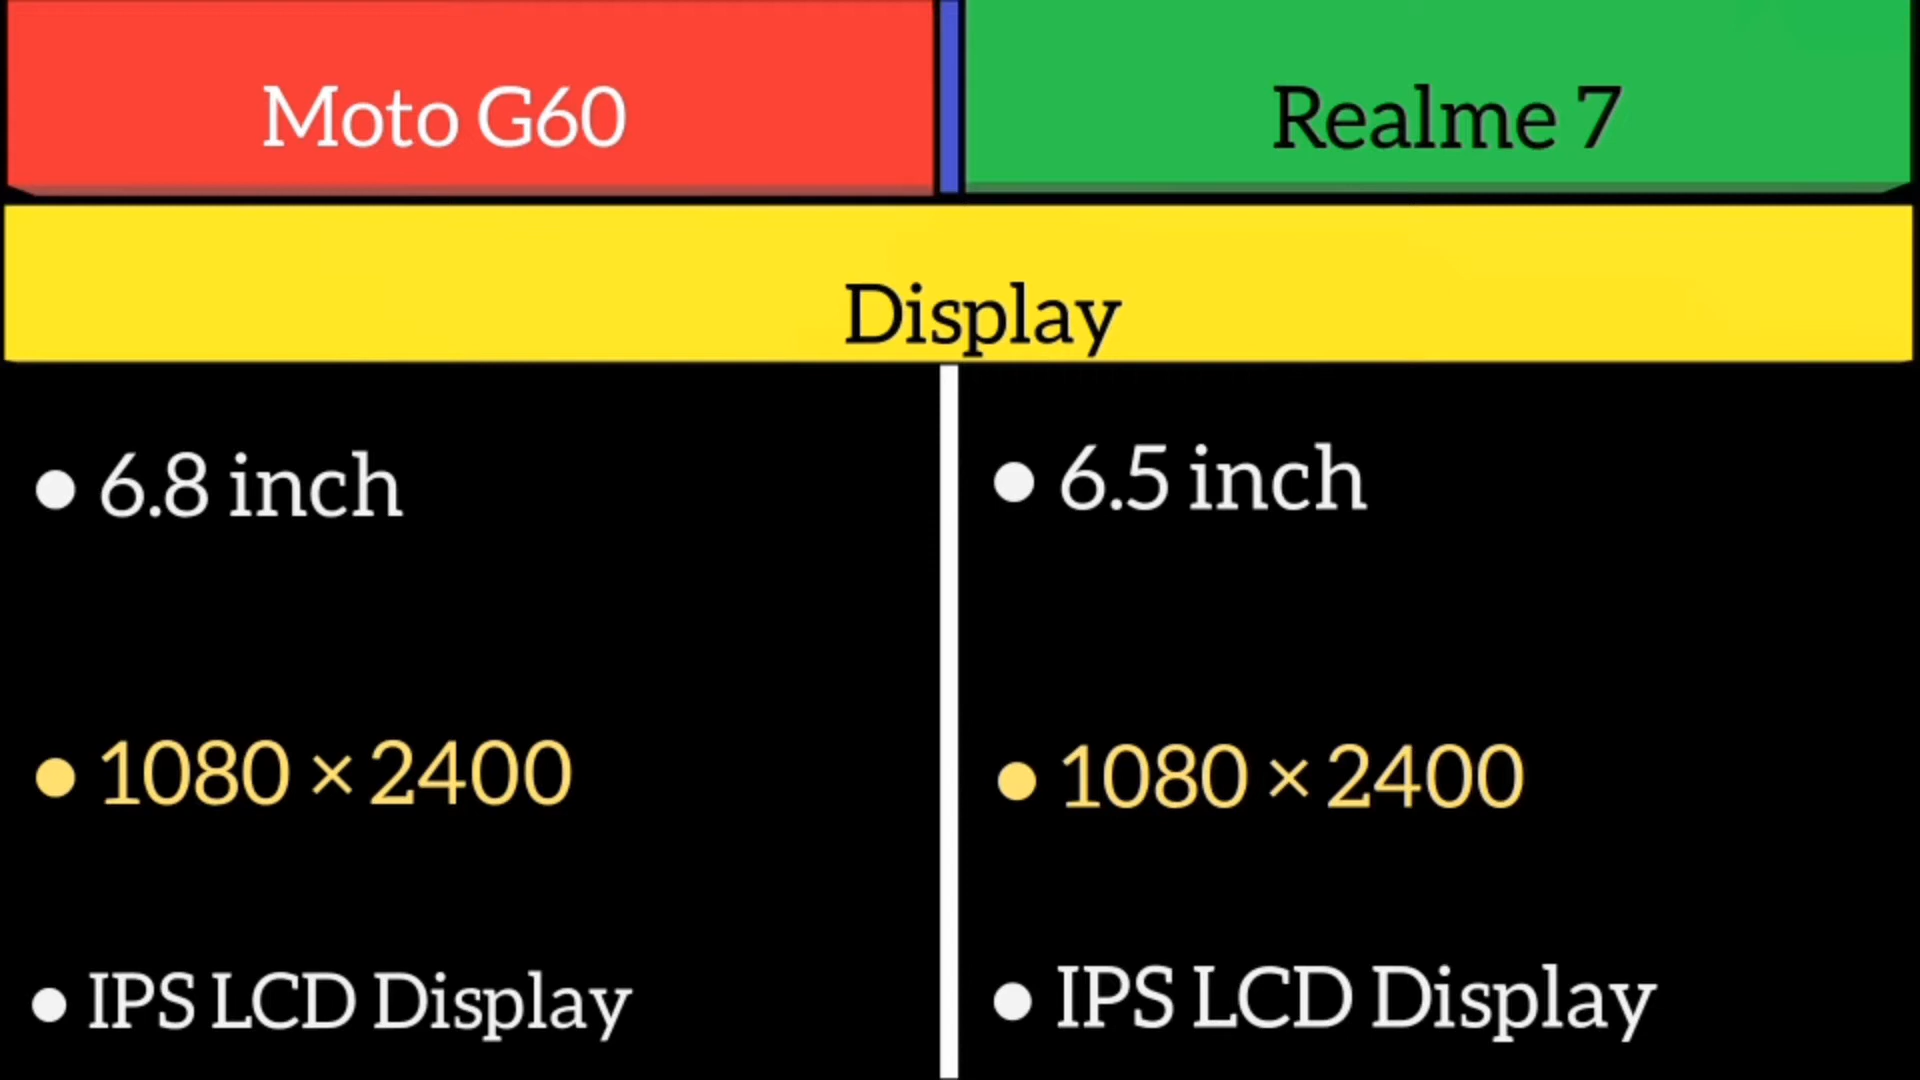 Moto G60
Realme 7
Display
● 6.8 inch
● 6.5 inch
● 1080 × 2400
● 1080 × 2400
● IPS LCD Display
● IPS LCD Display